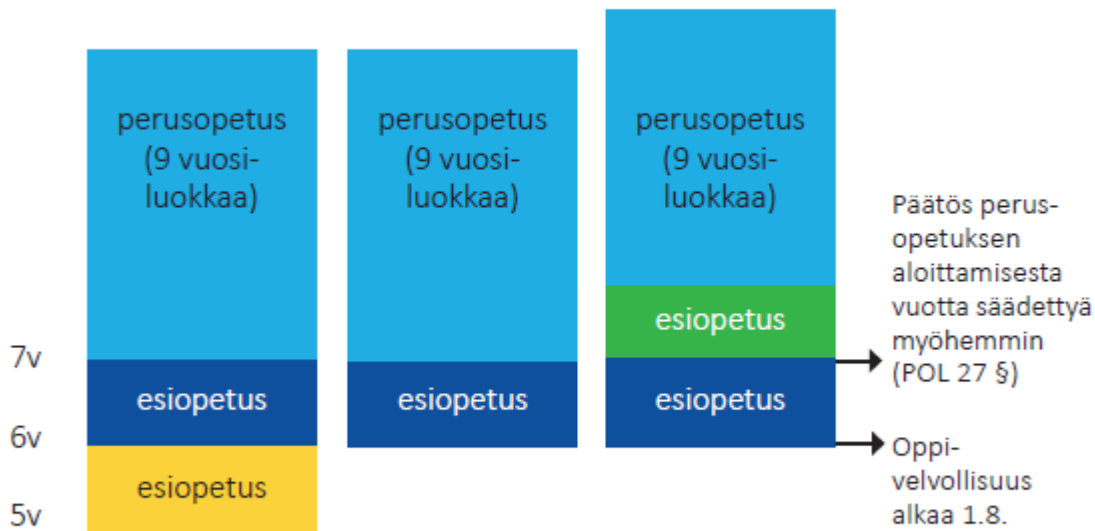 perusopetus
(9 vuosi-
luokkaa)
esiopetus
esiopetus
perusopetus
(9 vuosi-
luokkaa)
esiopetus
perusopetus
(9 vuosi-
luokkaa)
esiopetus
esiopetus
7v
6v
5v
Päätös perus-
opetuksen
aloittamisesta
vuotta säädettyä
myöhemmin
(POL 27 §)
Oppi-
velvollisuus
alkaa 1.8.